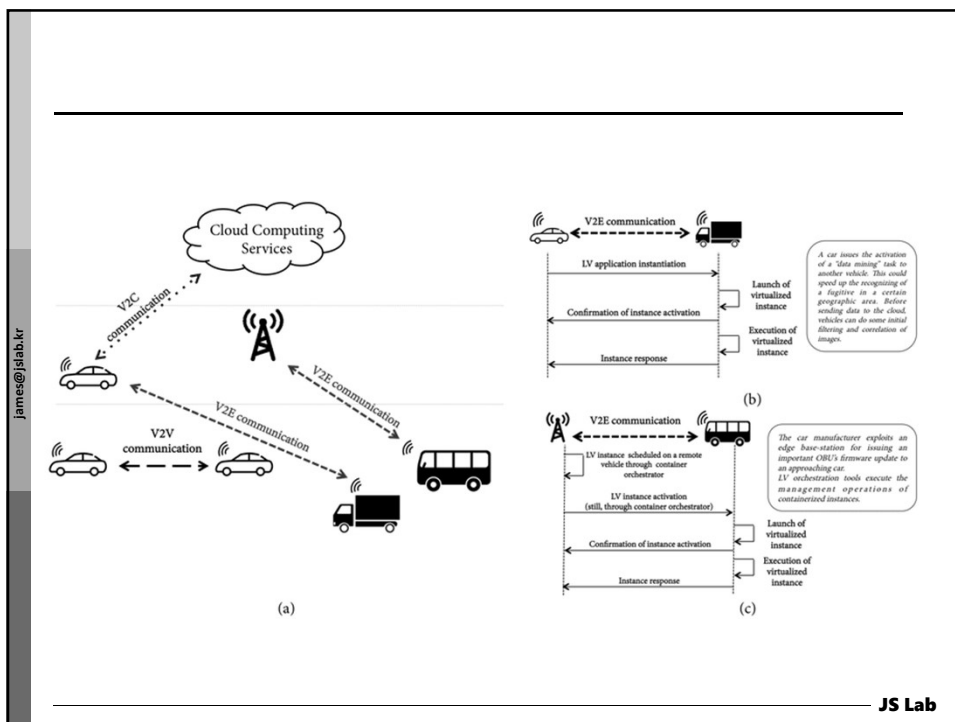 james@jslab.kr
Cloud Computing
Services
V2C
communication
V2E communication
V2E communication
V2V
communication
(a)
V2E communication
LV application instantiation
Launch of
virtualized
instance
Confirmation of instance activation
Execution of
virtualized
instance
Instance response
A car issues the activation
of a "data mining" task to
another vehicle. This could
speed up the recognizing of
a fugitive in a certain
geographic area. Before
sending data to the cloud,
vehicles can do some initial
filtering and correlation of
images.
(b)
V2E communication
LV instance scheduled on a remote
vehicle through container
orchestrator
LV instance activation
(still, through container orchestrator)
Launch of
virtualized
instance
Confirmation of instance activation
Execution of
virtualized
instance
Instance response
The car manufacturer exploits an
edge base-station for issuing an
important OBU's firmware update to
an approaching car.
LV orchestration tools execute the
management operations of
containerized instances.
(c)
JS Lab